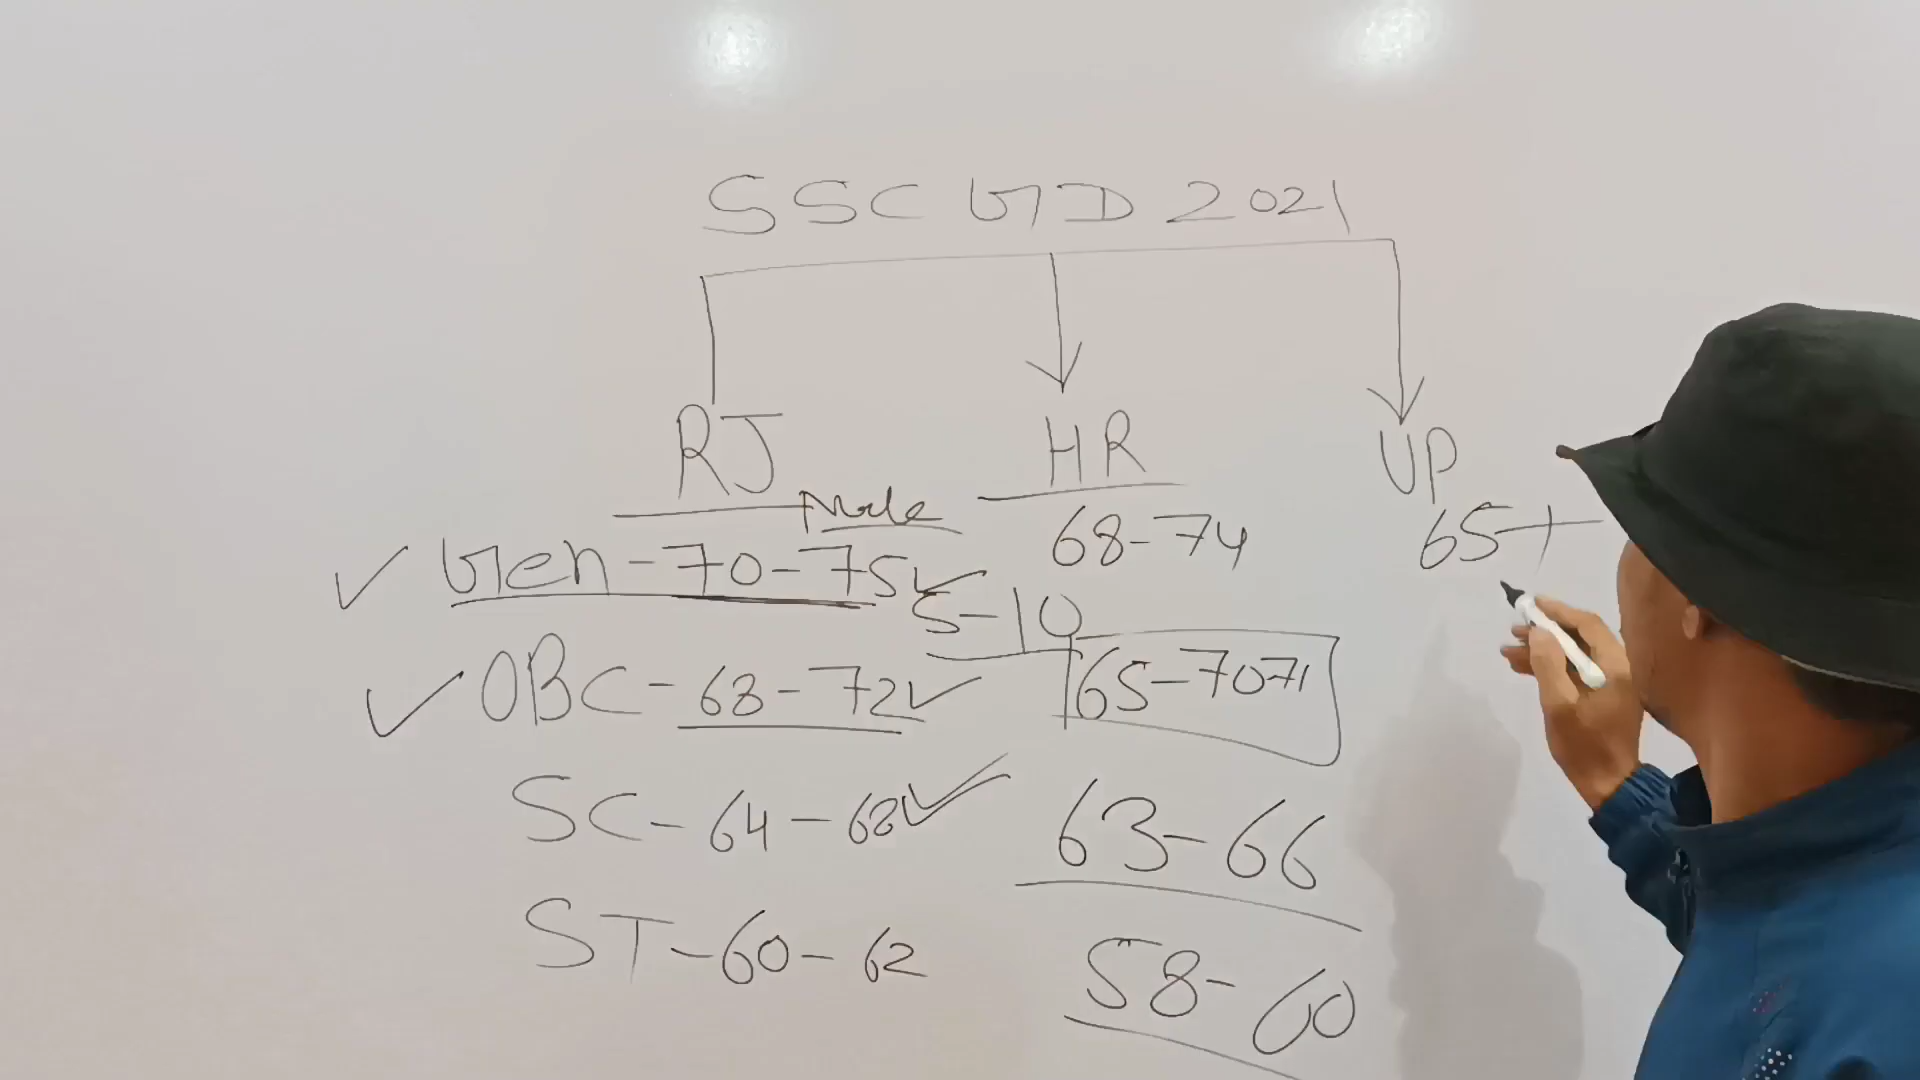 SSC GD 2021
RJ HR UP
Male
Gen - 70 - 75 68 - 74 65+
5 - 10
OBC - 68 - 72 65 - 70 71
SC - 64 - 68 63 - 66
ST - 60 - 62 58 - 60